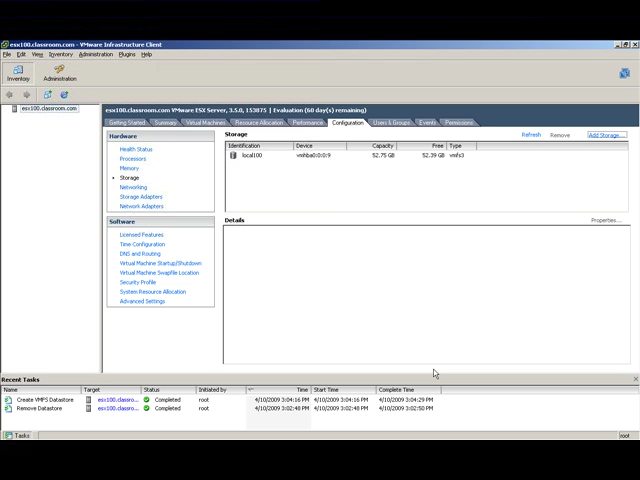 esx100.classroom.com - VMware Infrastructure Client
File Edit View Inventory Administration Plugins Help
Inventory Administration
esx100.classroom.com
esx100.classroom.com VMware ESX Server, 3.5.0, 153875 | Evaluation (60 day(s) remaining)
Getting Started Summary Virtual Machines Resource Allocation Performance Configuration Users & Groups Events Permissions
Hardware
Health Status
Processors
Memory
Storage
Networking
Storage Adapters
Network Adapters
Software
Licensed Features
Time Configuration
DNS and Routing
Virtual Machine Startup/Shutdown
Virtual Machine Swapfile Location
Security Profile
System Resource Allocation
Advanced Settings
Storage Refresh Remove Add Storage...
Identification Device Capacity Free Type
local100 vmhba0:0:0:9 52.75 GB 52.39 GB vmfs3
Details Properties...
Recent Tasks
Name Target Status Initiated by Time Start Time Complete Time
Create VMFS Datastore esx100.classro... Completed root 4/10/2009 3:04:16 PM 4/10/2009 3:04:16 PM 4/10/2009 3:04:29 PM
Remove Datastore esx100.classro... Completed root 4/10/2009 3:02:48 PM 4/10/2009 3:02:48 PM 4/10/2009 3:02:50 PM
Tasks root